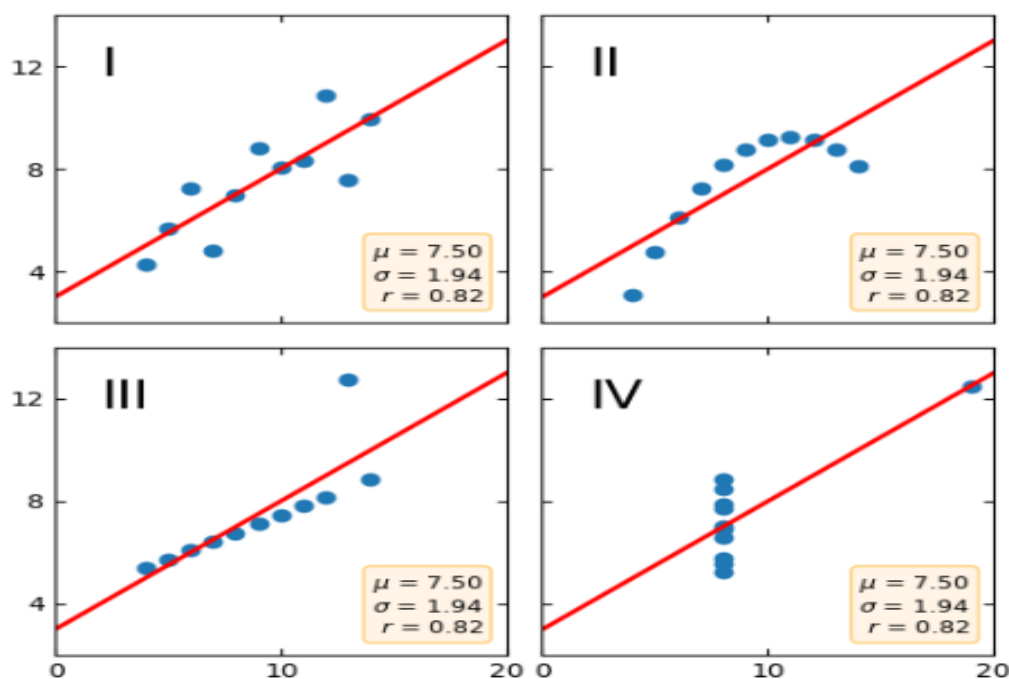 I
II
12
8
4
μ = 7.50
σ = 1.94
r = 0.82
μ = 7.50
σ = 1.94
r = 0.82
III
IV
12
8
4
μ = 7.50
σ = 1.94
r = 0.82
μ = 7.50
σ = 1.94
r = 0.82
0 10 20
0 10 20